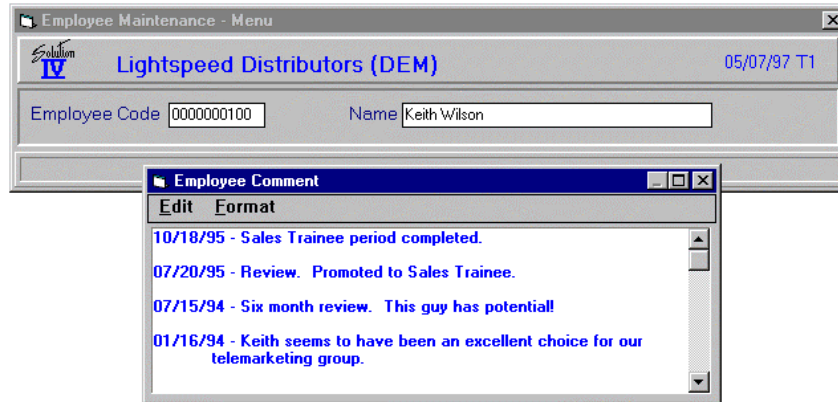 Employee Maintenance - Menu
Solution
IV
Lightspeed Distributors (DEM)
05/07/97 T1
Employee Code 0000000100 Name Keith Wilson
Employee Comment
Edit Format
10/18/95 - Sales Trainee period completed.
07/20/95 - Review. Promoted to Sales Trainee.
07/15/94 - Six month review. This guy has potential!
01/16/94 - Keith seems to have been an excellent choice for our
telemarketing group.